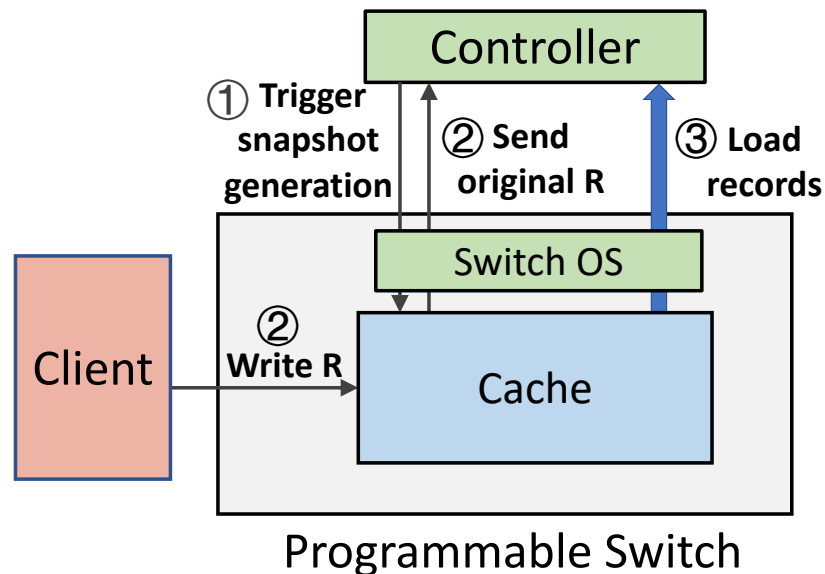 Controller
① Trigger
snapshot
generation
② Send
original R
③ Load
records
Switch OS
Client
②
Write R
Cache
Programmable Switch